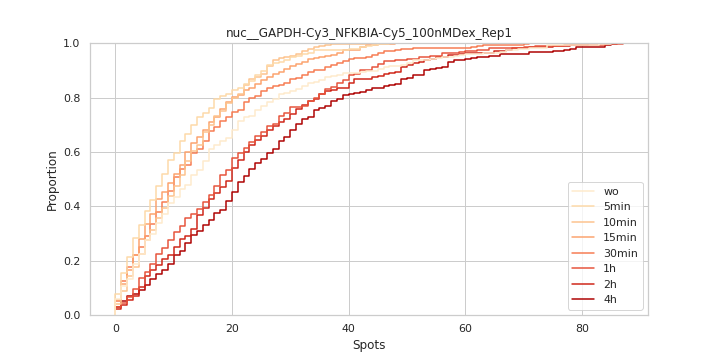 nuc__GAPDH-Cy3_NFKBIA-Cy5_100nMDex_Rep1
1.0
0.8
0.6
0.4
0.2
0.0
Proportion
0
20
40
60
80
Spots
wo
5min
10min
15min
30min
1h
2h
4h